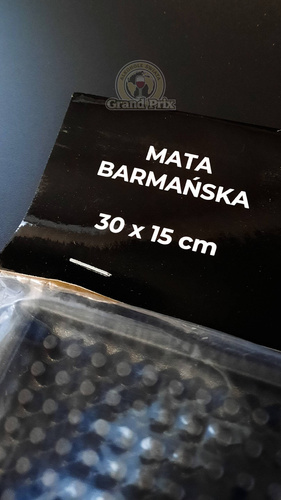 Grand Prix
MATA
BARMAŃSKA
30 x 15 cm